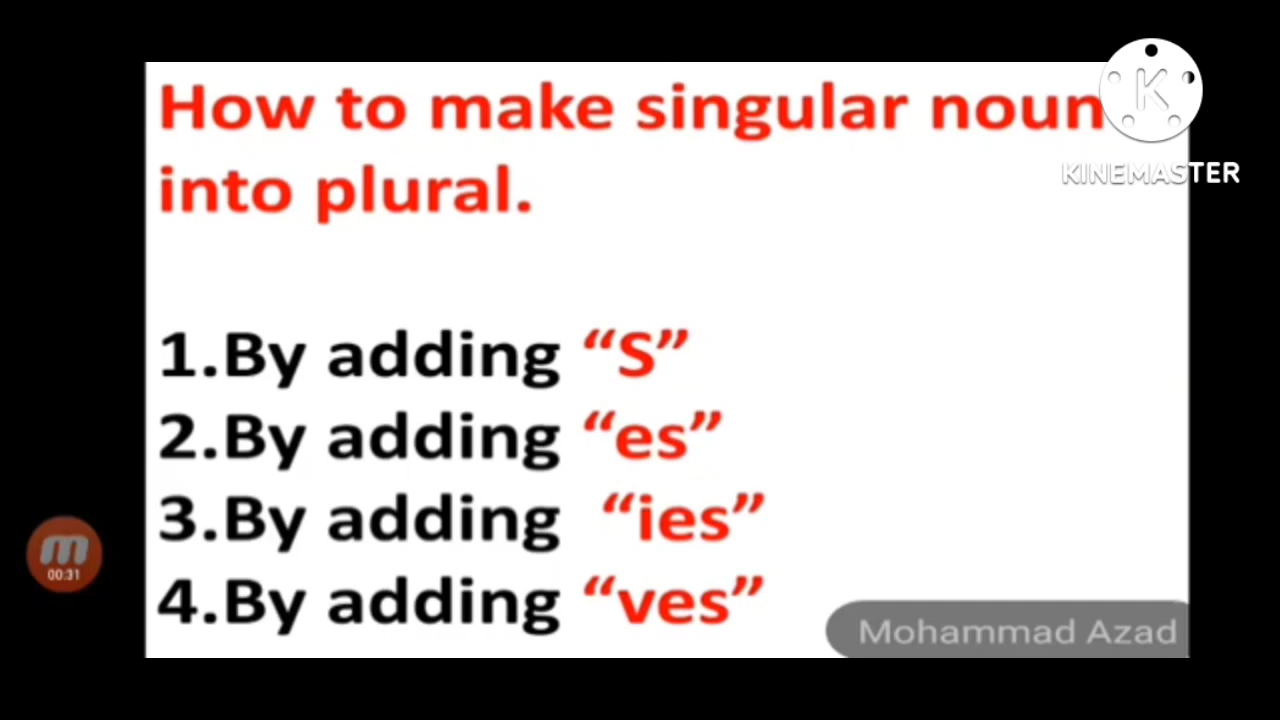 How to make singular noun
into plural.
KINEMASTER
1.By adding “S”
2.By adding “es”
3.By adding “ies”
4.By adding “ves”
00:31
Mohammad Azad